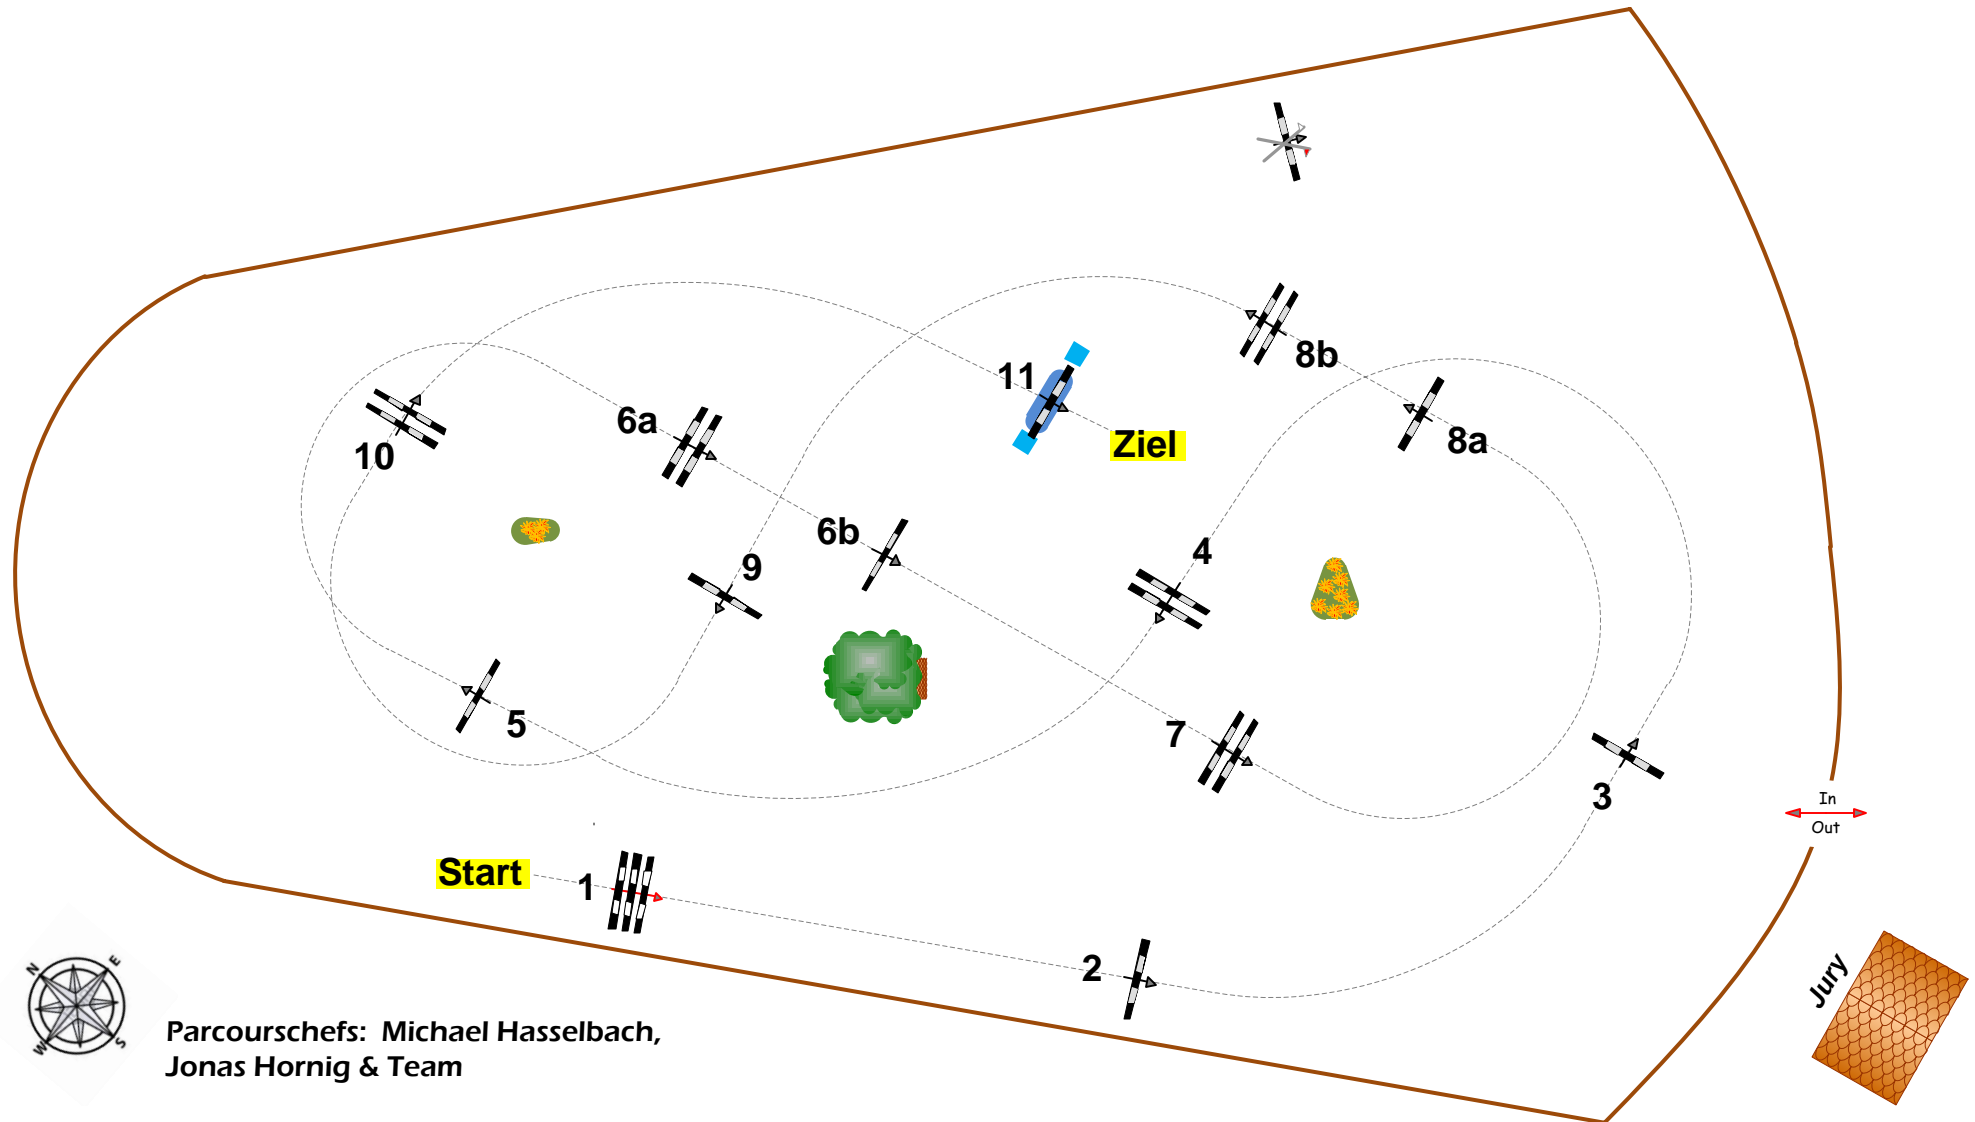 8b
11
6a
8a
Ziel
10
6b
4
9
5
7
3
In
Out
Start
1
2
N
E
W
S
Jury
Parcourschefs:  Michael Hasselbach,
Jonas Hornig & Team